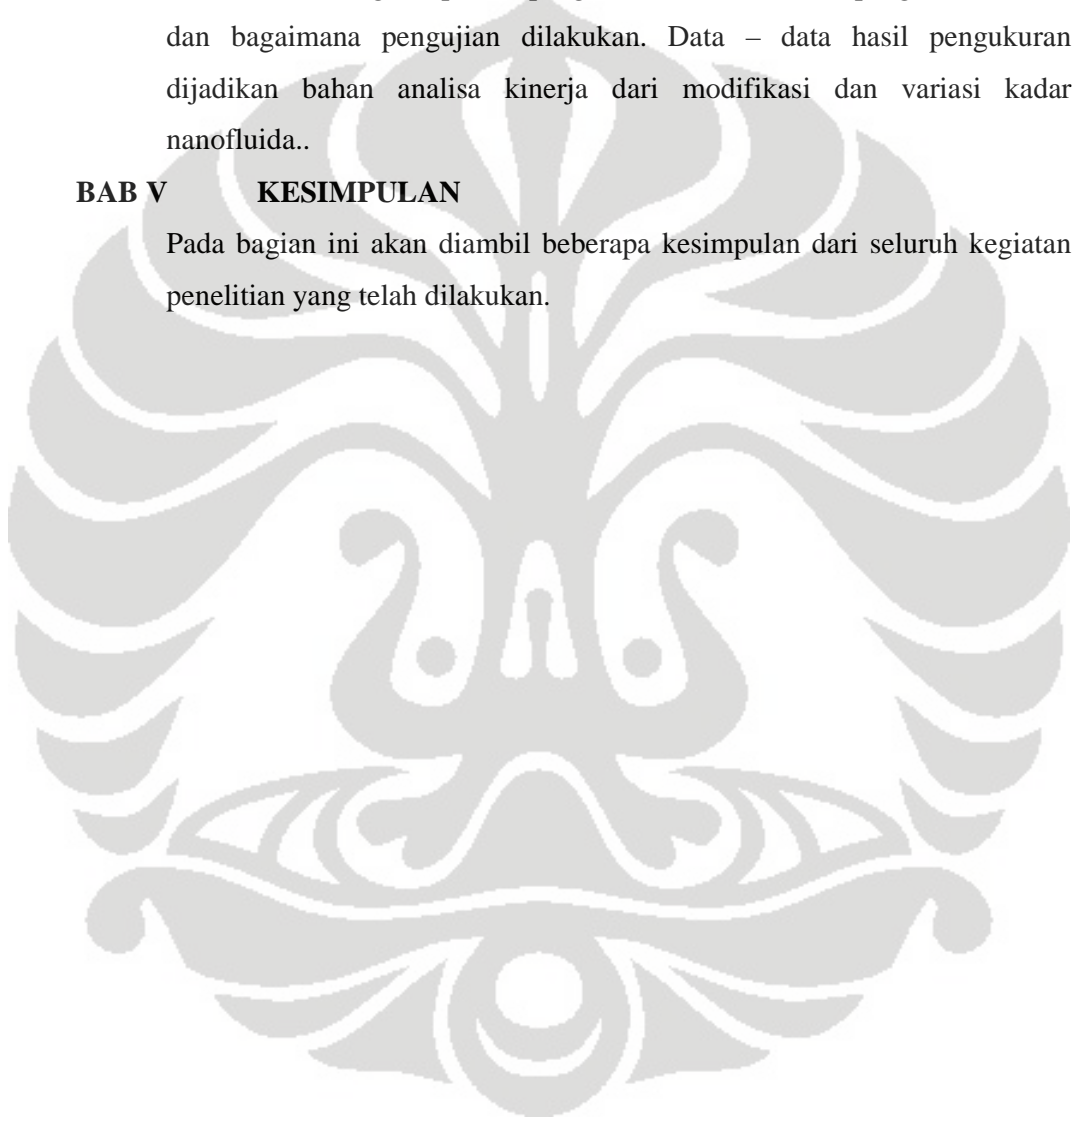 dan bagaimana pengujian dilakukan. Data – data hasil pengukuran
dijadikan bahan analisa kinerja dari modifikasi dan variasi kadar
nanofluida..
BAB V KESIMPULAN
Pada bagian ini akan diambil beberapa kesimpulan dari seluruh kegiatan
penelitian yang telah dilakukan.